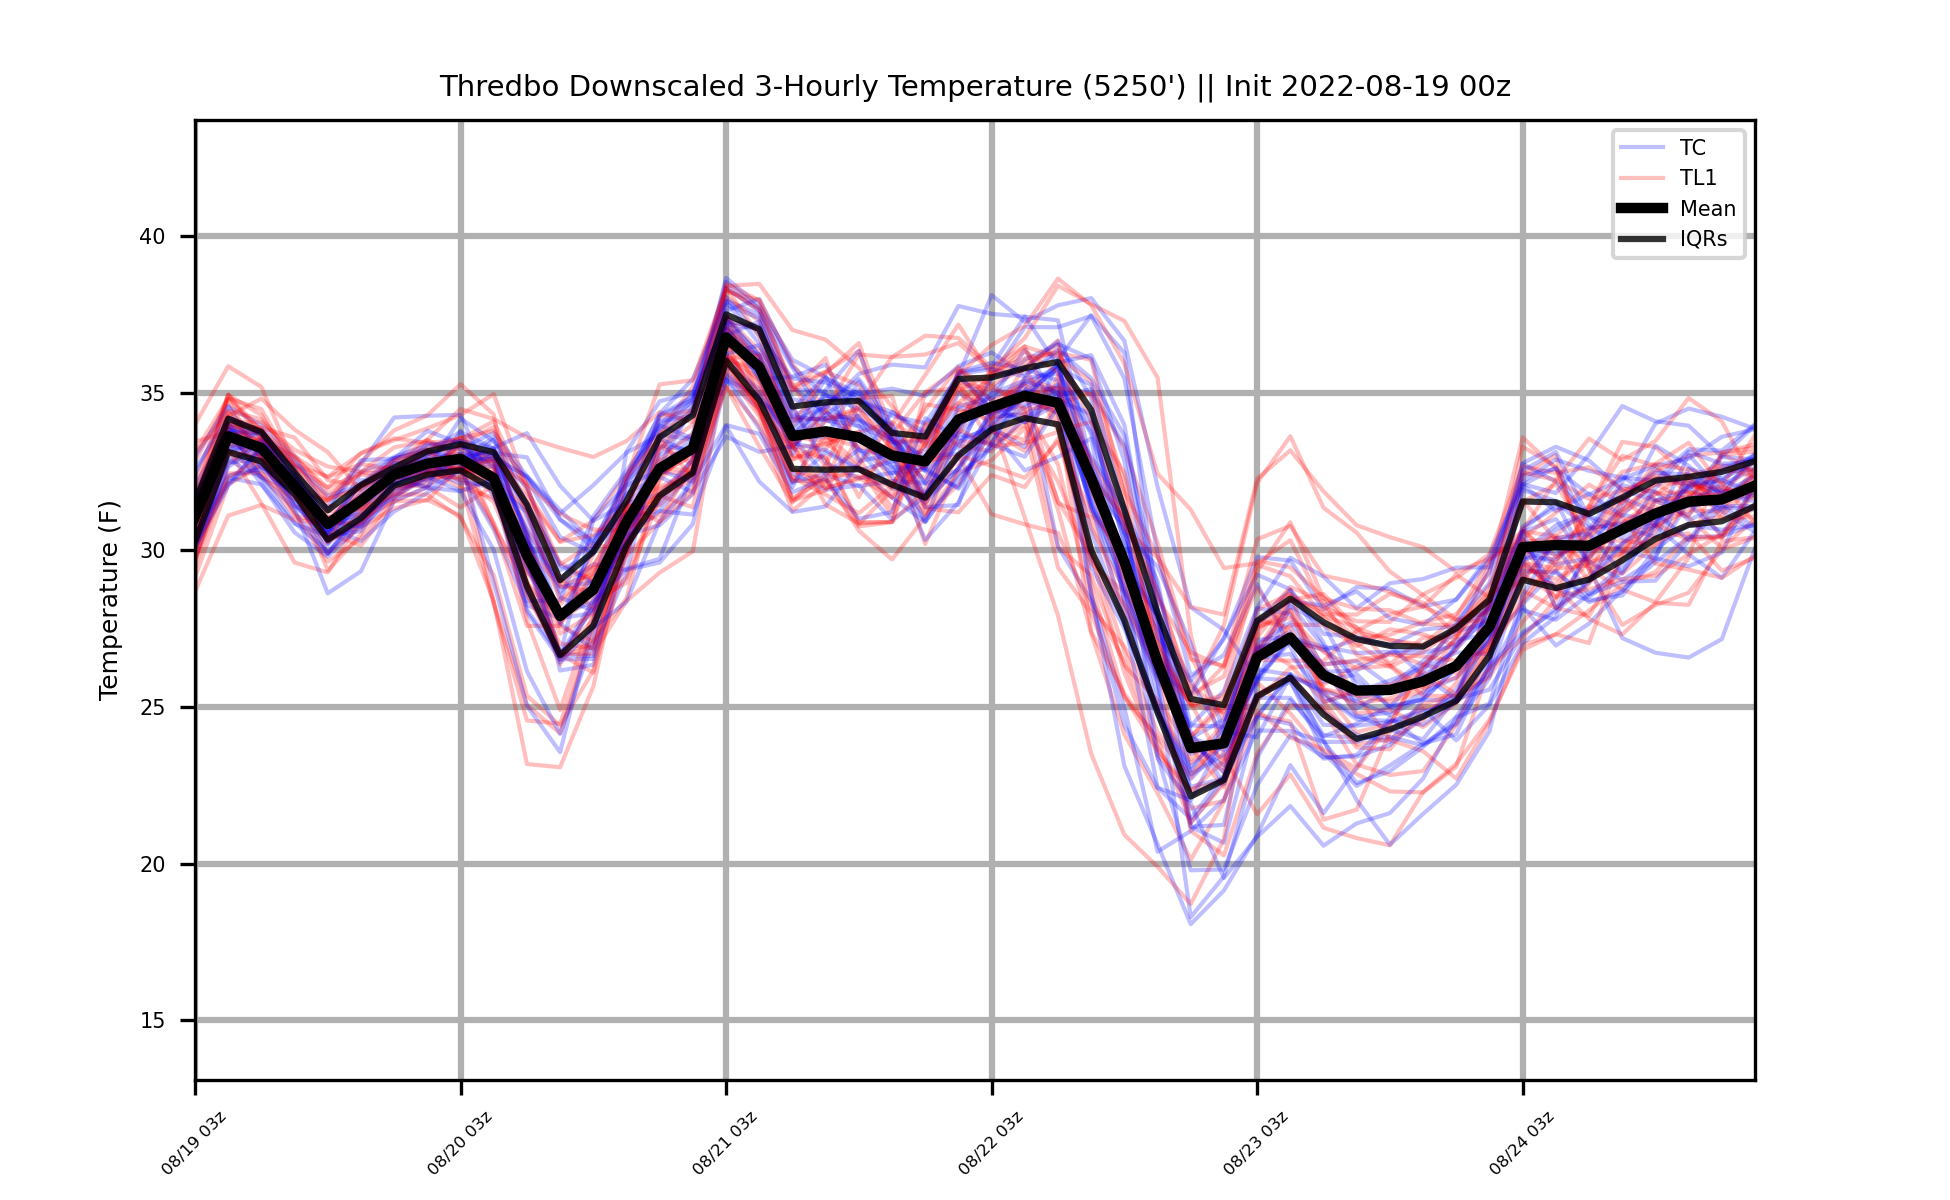 Thredbo Downscaled 3-Hourly Temperature (5250') || Init 2022-08-19 00z
TC
TL1
Mean
IQRs
Temperature (F)
40
35
30
25
20
15
08/19 03z
08/20 03z
08/21 03z
08/22 03z
08/23 03z
08/24 03z